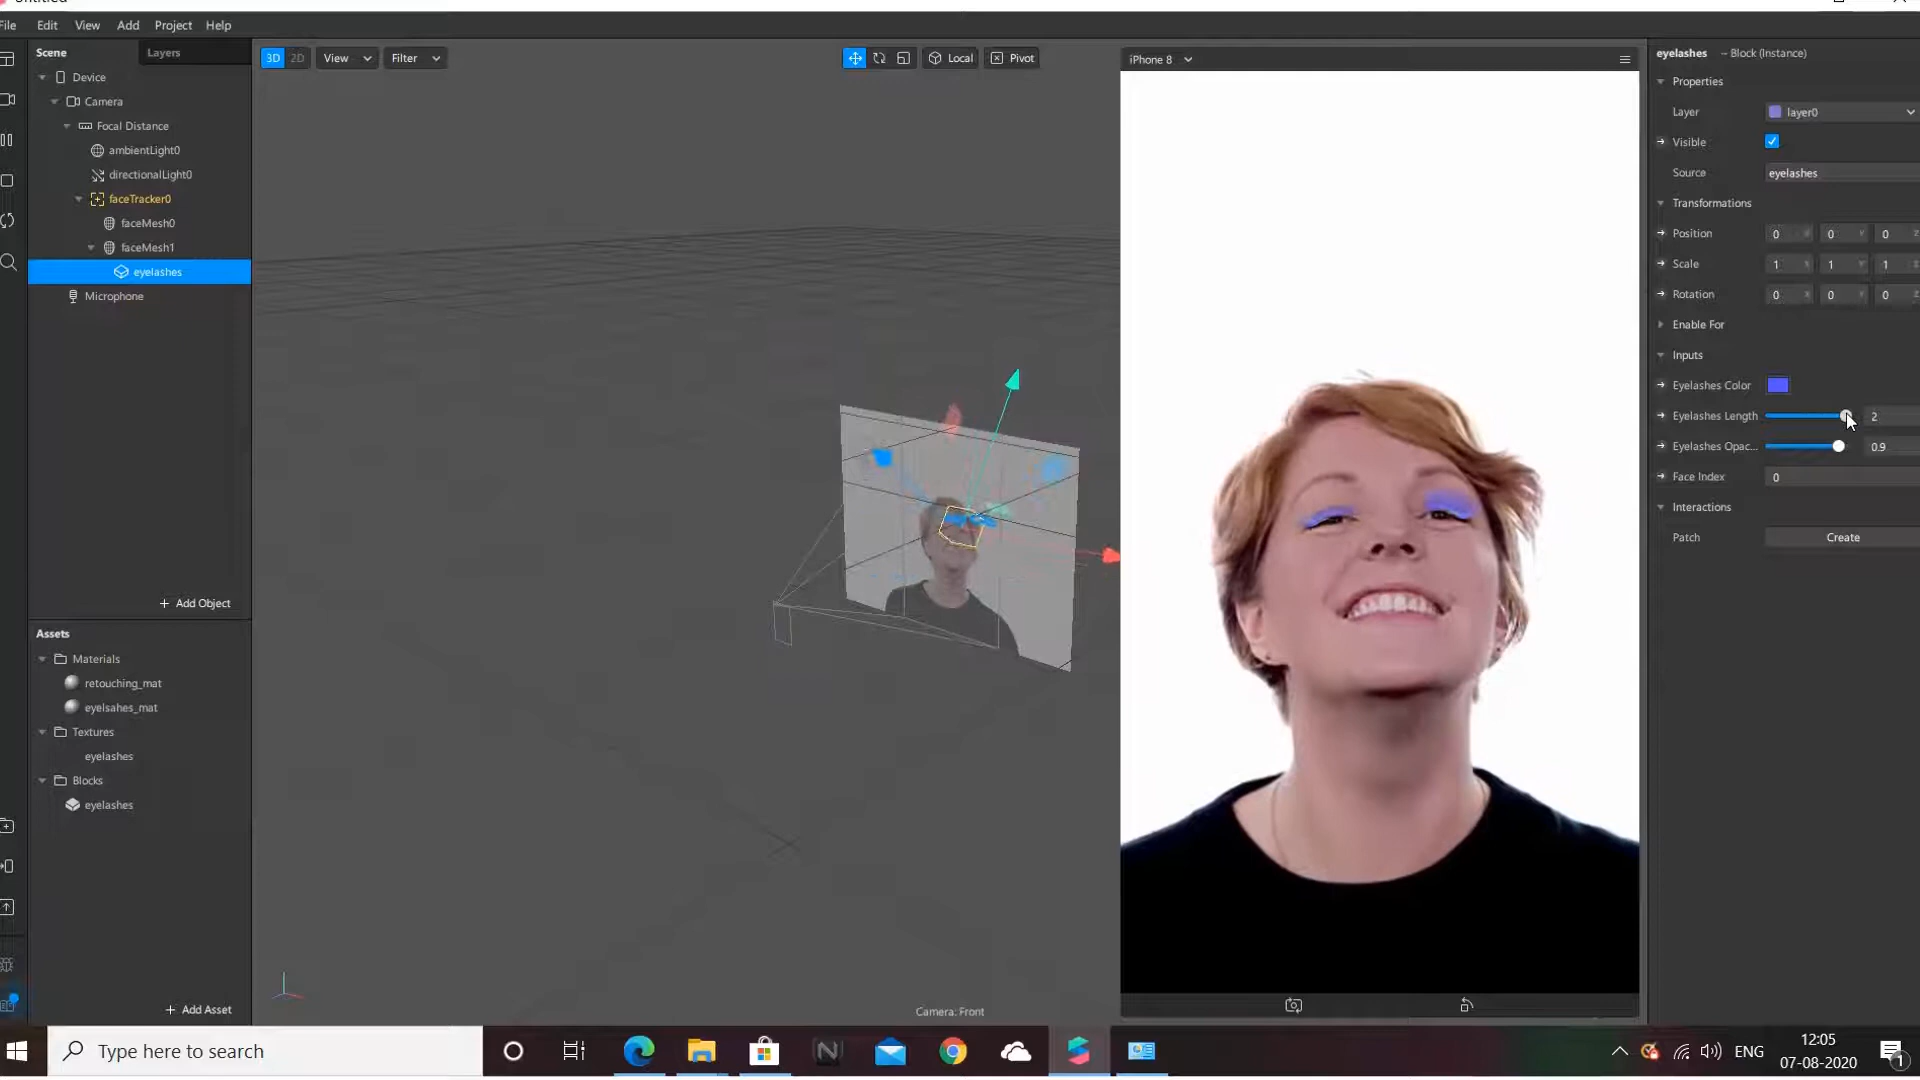 Untitled
File Edit View Add Project Help
Scene Layers
Device
Camera
Focal Distance
ambientLight0
directionalLight0
faceTracker0
faceMesh0
faceMesh1
eyelashes
Microphone
+ Add Object
Assets
Materials
retouching_mat
eyelsahes_mat
Textures
eyelashes
Blocks
eyelashes
+ Add Asset
3D 2D View Filter Local Pivot
Camera: Front
iPhone 8
eyelashes – Block (Instance)
Properties
Layer layer0
Visible
Source eyelashes
Transformations
Position 0 X 0 Y 0 Z
Scale 1 X 1 Y 1 Z
Rotation 0 X 0 Y 0 Z
Enable For
Inputs
Eyelashes Color
Eyelashes Length 2
Eyelashes Opac... 0.9
Face Index 0
Interactions
Patch Create
Type here to search
ENG
12:05
07-08-2020
1